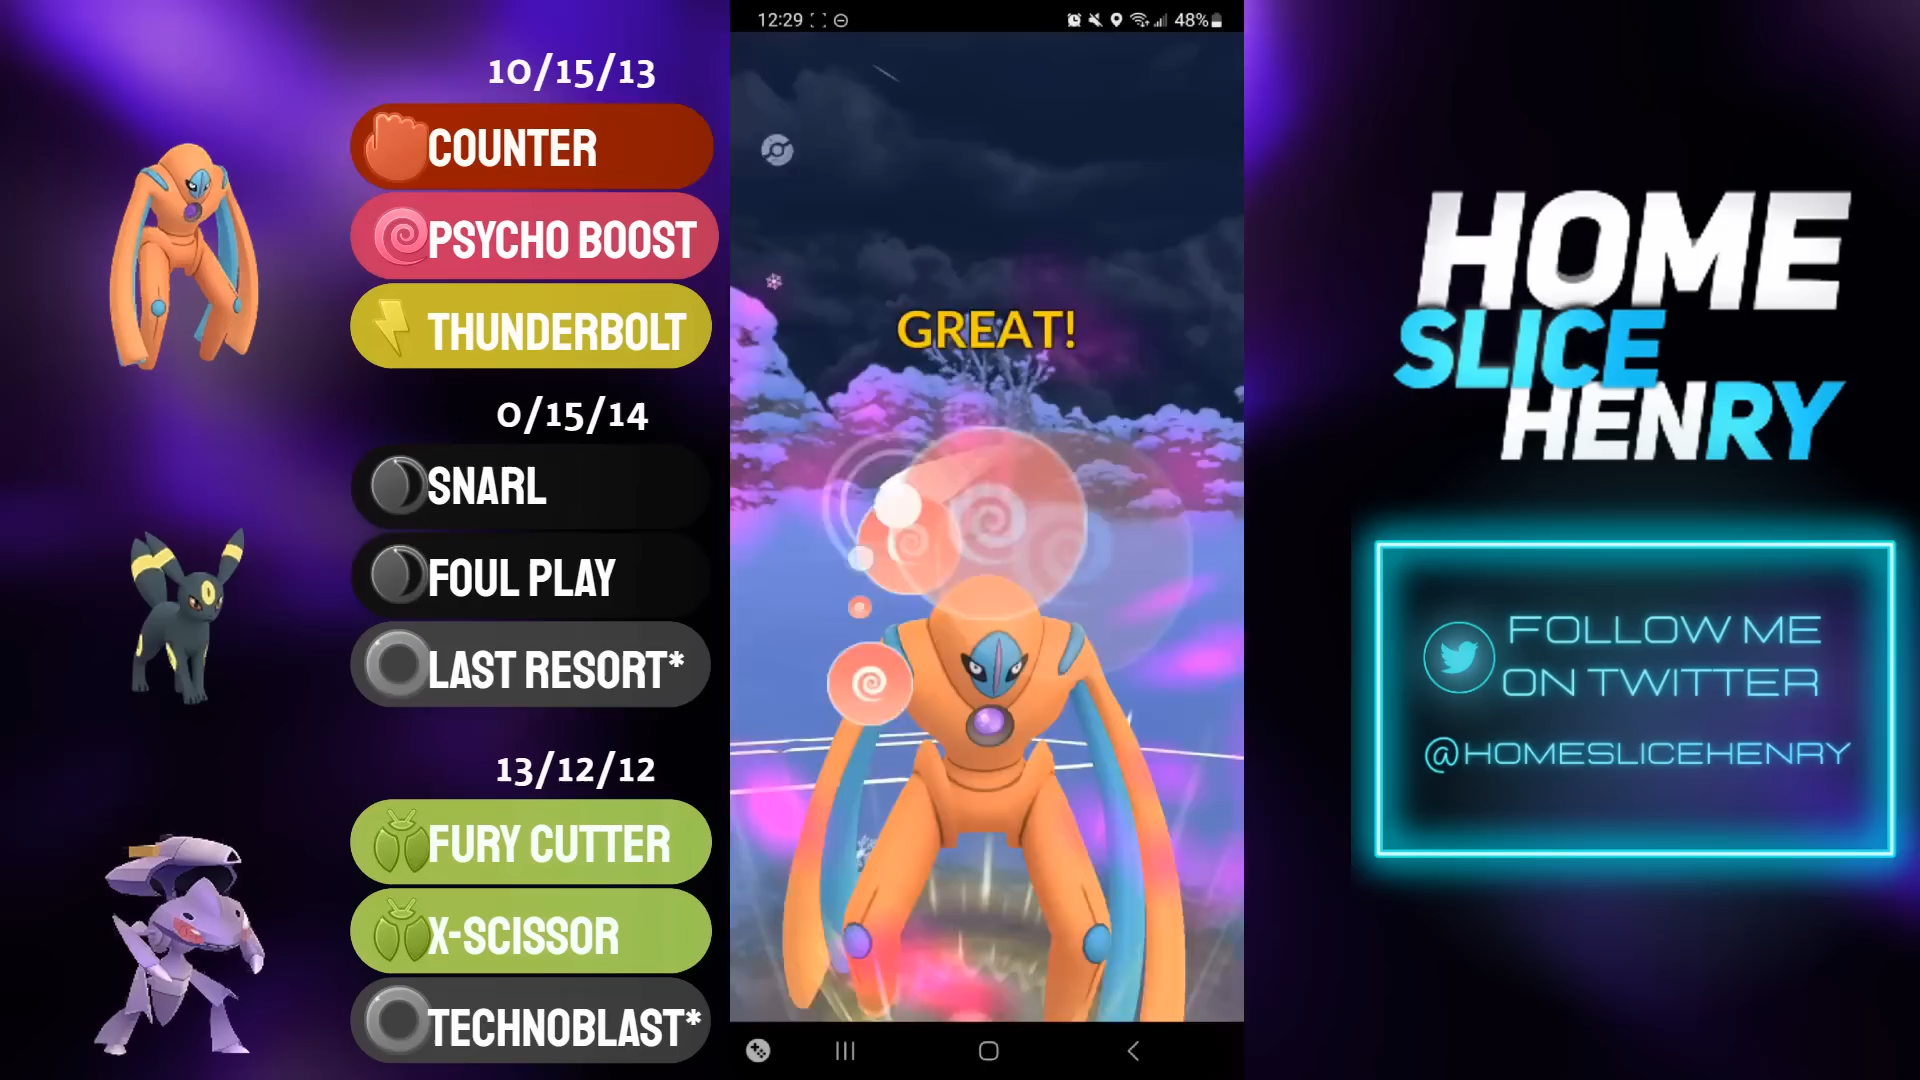 10/15/13
COUNTER
PSYCHO BOOST
THUNDERBOLT
0/15/14
SNARL
FOUL PLAY
LAST RESORT*
13/12/12
FURY CUTTER
X-SCISSOR
TECHNOBLAST*
12:29
48%
GREAT!
HOME
SLICE
HENRY
FOLLOW ME
ON TWITTER
@HOMESLICEHENRY